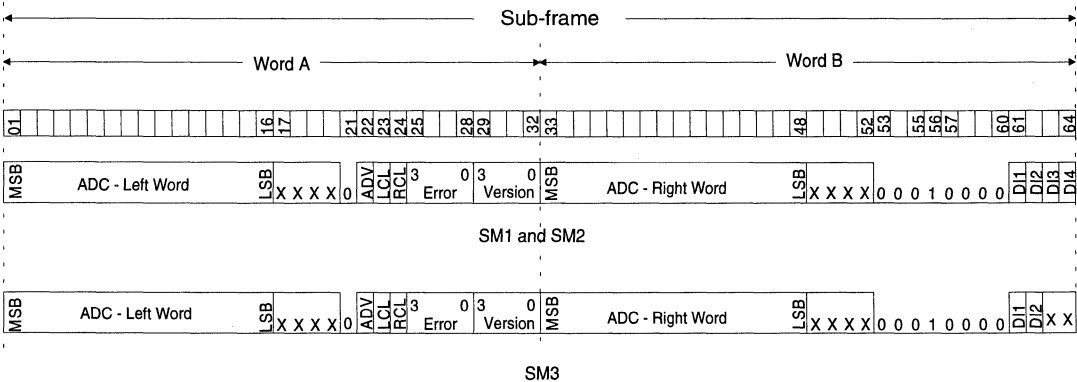 Sub-frame
Word A Word B
01 16 17 21 22 23 24 25 28 29 32 33 48 52 53 55 56 57 60 61 64
MSB ADC - Left Word LSB X X X X 0 ADV LCL RCL 3 0 Error 3 0 Version MSB ADC - Right Word LSB X X X X 0 0 0 1 0 0 0 0 DI1 DI2 DI3 DI4
SM1 and SM2
MSB ADC - Left Word LSB X X X X 0 ADV LCL RCL 3 0 Error 3 0 Version MSB ADC - Right Word LSB X X X X 0 0 0 1 0 0 0 0 DI1 DI2 X X
SM3